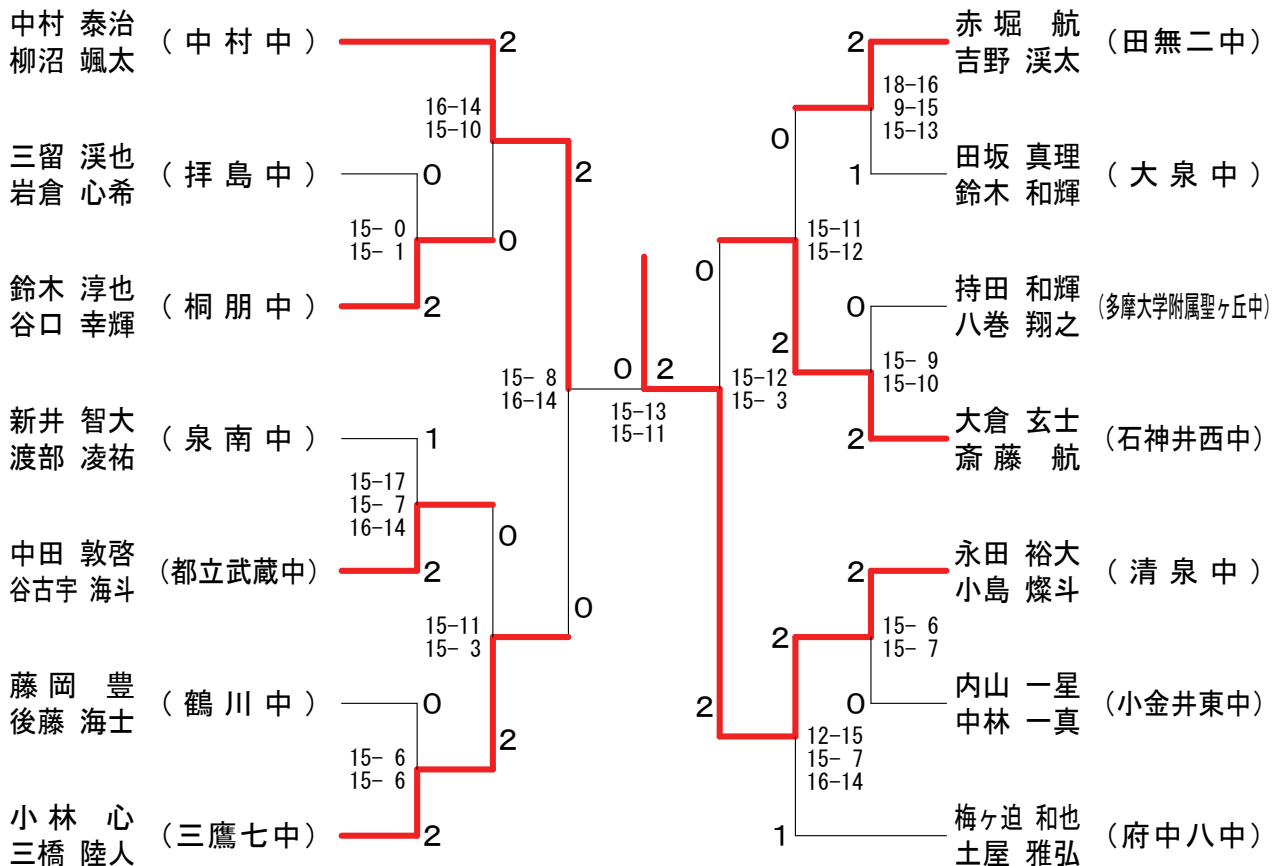 中村 泰治
柳沼 颯太
(中村中)
2
16-14
15-10
三留 渓也
岩倉 心希
(拝島中)
0
2
15- 0
15- 1
0
鈴木 淳也
谷口 幸輝
(桐朋中)
2
15- 8
16-14
新井 智大
渡部 凌祐
(泉南中)
1
15-17
15- 7
16-14
0
中田 敦啓
谷古宇 海斗
(都立武蔵中)
2
15-11
15- 3
0
藤岡 豊
後藤 海士
(鶴川中)
0
15- 6
15- 6
2
小林 心
三橋 陸人
(三鷹七中)
2
0
2
15-13
15-11
2
赤堀 航
吉野 渓太
(田無二中)
18-16
9-15
15-13
0
1
田坂 真理
鈴木 和輝
(大泉中)
15-11
15-12
0
0
持田 和輝
八巻 翔之
(多摩大学附属聖ヶ丘中)
2
15- 9
15-10
15-12
15- 3
2
大倉 玄士
斎藤 航
(石神井西中)
2
永田 裕大
小島 燦斗
(清泉中)
2
15- 6
15- 7
2
0
内山 一星
中林 一真
(小金井東中)
12-15
15- 7
16-14
1
梅ヶ迫 和也
土屋 雅弘
(府中八中)